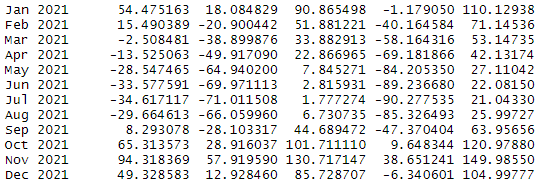 Jan 2021 54.475163 18.084829 90.865498 -1.179050 110.12938
Feb 2021 15.490389 -20.900442 51.881221 -40.164584 71.14536
Mar 2021 -2.508481 -38.899876 33.882913 -58.164316 53.14735
Apr 2021 -13.525063 -49.917090 22.866965 -69.181866 42.13174
May 2021 -28.547465 -64.940200 7.845271 -84.205350 27.11042
Jun 2021 -33.577591 -69.971113 2.815931 -89.236680 22.08150
Jul 2021 -34.617117 -71.011508 1.777274 -90.277535 21.04330
Aug 2021 -29.664613 -66.059960 6.730735 -85.326493 25.99727
Sep 2021 8.293078 -28.103317 44.689472 -47.370404 63.95656
Oct 2021 65.313573 28.916037 101.711110 9.648344 120.97880
Nov 2021 94.318369 57.919590 130.717147 38.651241 149.98550
Dec 2021 49.328583 12.928460 85.728707 -6.340601 104.99777